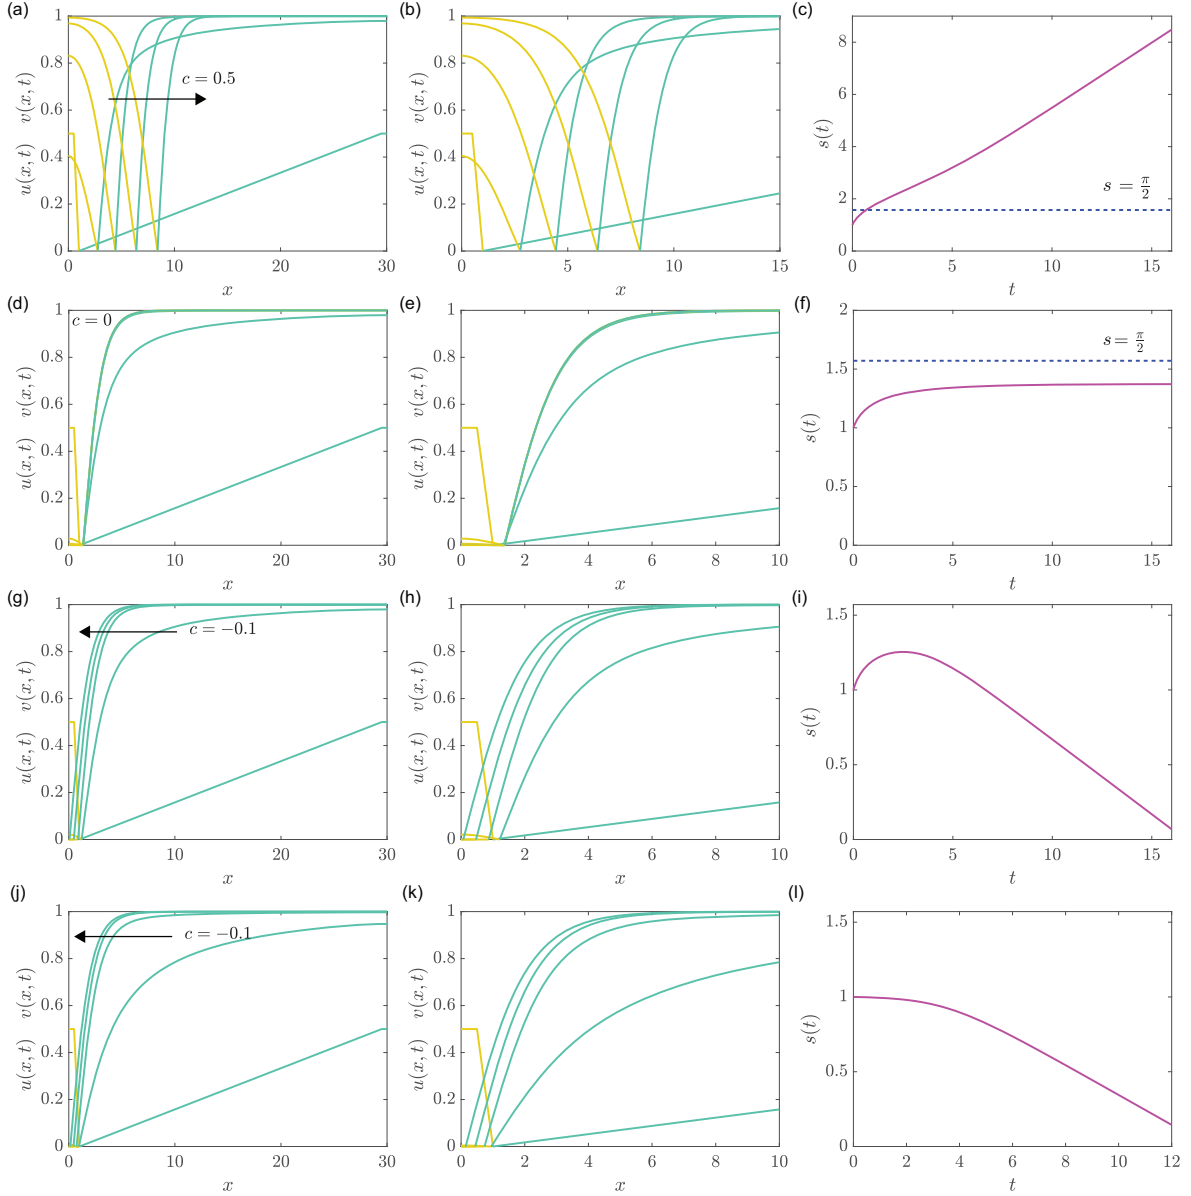 (a)
1
0.8
0.6
0.4
0.2
0
u(x, t) v(x, t)
c = 0.5
0 10 20 30
x
(b)
1
0.8
0.6
0.4
0.2
0
u(x, t) v(x, t)
0 5 10 15
x
(c)
8
6
4
2
0
s(t)
s = π/2
0 5 10 15
t
(d)
1
0.8
0.6
0.4
0.2
0
u(x, t) v(x, t)
c = 0
0 10 20 30
x
(e)
1
0.8
0.6
0.4
0.2
0
u(x, t) v(x, t)
0 2 4 6 8 10
x
(f)
2
1.5
1
0.5
0
s(t)
s = π/2
0 5 10 15
t
(g)
1
0.8
0.6
0.4
0.2
0
u(x, t) v(x, t)
c = −0.1
0 10 20 30
x
(h)
1
0.8
0.6
0.4
0.2
0
u(x, t) v(x, t)
0 2 4 6 8 10
x
(i)
1.5
1
0.5
0
s(t)
0 5 10 15
t
(j)
1
0.8
0.6
0.4
0.2
0
u(x, t) v(x, t)
c = −0.1
0 10 20 30
x
(k)
1
0.8
0.6
0.4
0.2
0
u(x, t) v(x, t)
0 2 4 6 8 10
x
(l)
1.5
1
0.5
0
s(t)
0 2 4 6 8 10 12
t